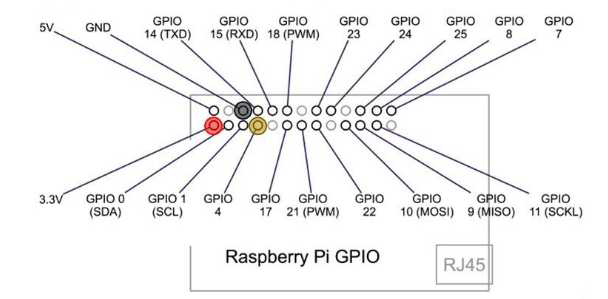 5V
GND
GPIO
14 (TXD)
GPIO
15 (RXD)
GPIO
18 (PWM)
GPIO
23
GPIO
24
GPIO
25
GPIO
8
GPIO
7
3.3V
GPIO 0
(SDA)
GPIO 1
(SCL)
GPIO
4
GPIO
17
GPIO
21 (PWM)
GPIO
22
GPIO
10 (MOSI)
GPIO
9 (MISO)
GPIO
11 (SCKL)
Raspberry Pi GPIO
RJ45